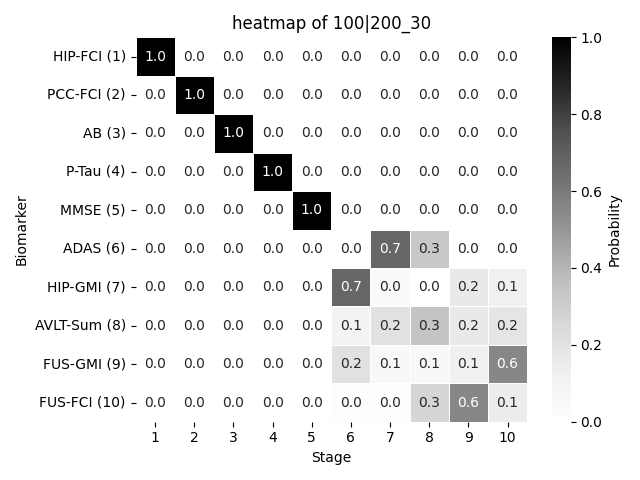 heatmap of 100|200_30
HIP-FCI (1) 1.0 0.0 0.0 0.0 0.0 0.0 0.0 0.0 0.0 0.0
PCC-FCI (2) 0.0 1.0 0.0 0.0 0.0 0.0 0.0 0.0 0.0 0.0
AB (3) 0.0 0.0 1.0 0.0 0.0 0.0 0.0 0.0 0.0 0.0
P-Tau (4) 0.0 0.0 0.0 1.0 0.0 0.0 0.0 0.0 0.0 0.0
MMSE (5) 0.0 0.0 0.0 0.0 1.0 0.0 0.0 0.0 0.0 0.0
ADAS (6) 0.0 0.0 0.0 0.0 0.0 0.0 0.7 0.3 0.0 0.0
HIP-GMI (7) 0.0 0.0 0.0 0.0 0.0 0.7 0.0 0.0 0.2 0.1
AVLT-Sum (8) 0.0 0.0 0.0 0.0 0.0 0.1 0.2 0.3 0.2 0.2
FUS-GMI (9) 0.0 0.0 0.0 0.0 0.0 0.2 0.1 0.1 0.1 0.6
FUS-FCI (10) 0.0 0.0 0.0 0.0 0.0 0.0 0.0 0.3 0.6 0.1
1 2 3 4 5 6 7 8 9 10
Stage
Biomarker
1.0
0.8
0.6
0.4
0.2
0.0
Probability